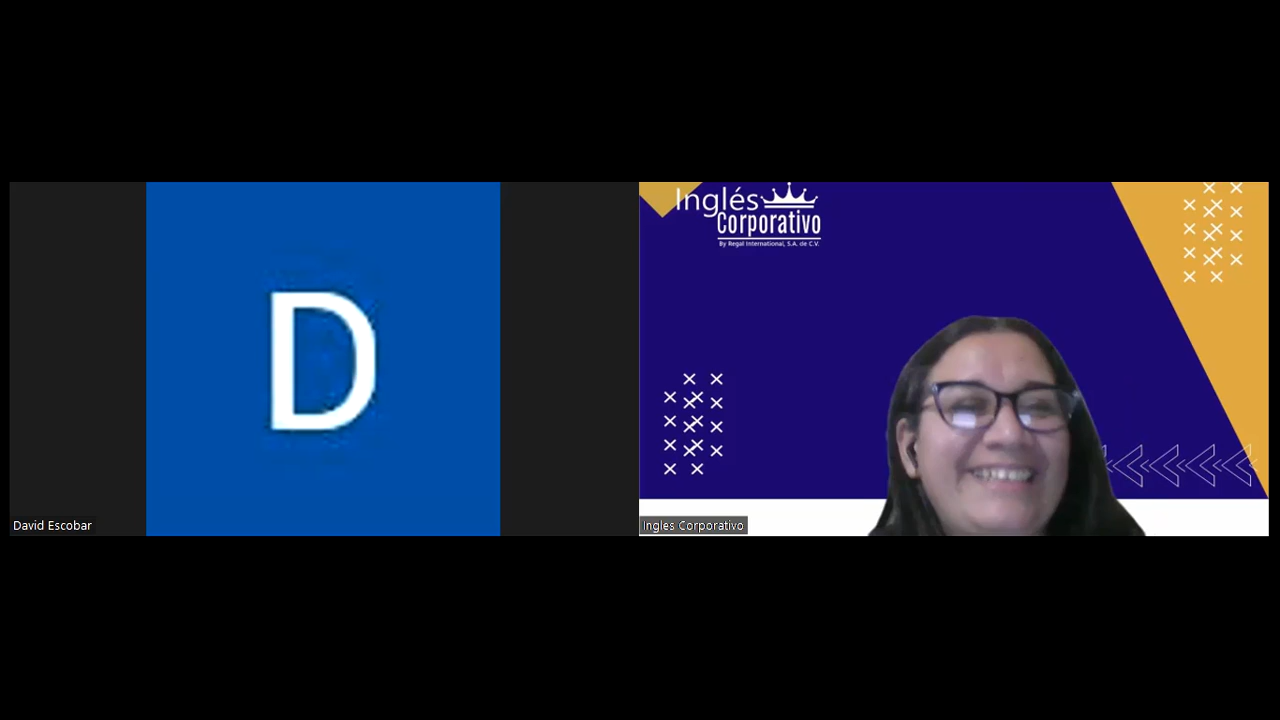 D
David Escobar
Inglés
Corporativo
By Regal International, S.A. de C.V.
Ingles Corporativo